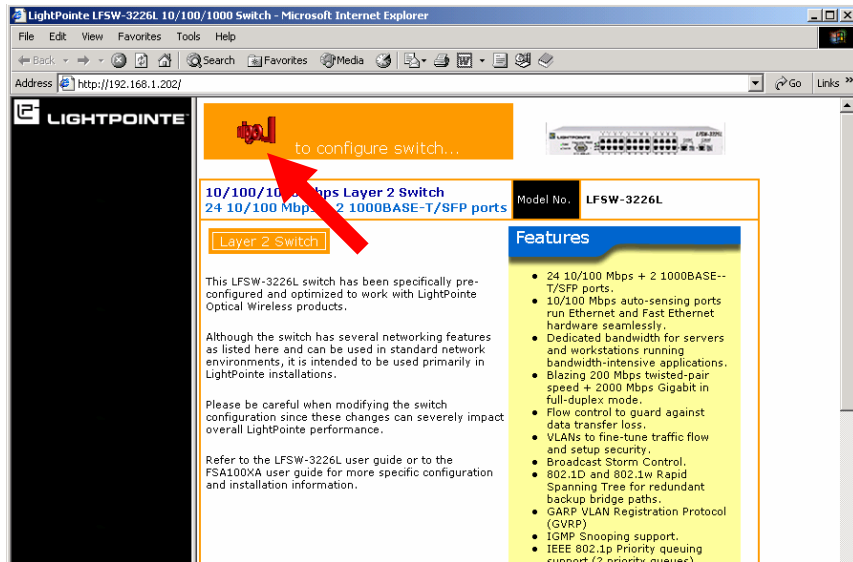 LightPointe LFSW-3226L 10/100/1000 Switch - Microsoft Internet Explorer
File Edit View Favorites Tools Help
Back Search Favorites Media
Address http://192.168.1.202/ Go Links »
LIGHTPOINTE
to configure switch...
10/100/10 bps Layer 2 Switch
24 10/100 Mbp 2 1000BASE-T/SFP ports
Model No. LFSW-3226L
Layer 2 Switch
This LFSW-3226L switch has been specifically pre-
configured and optimized to work with LightPointe
Optical Wireless products.
Although the switch has several networking features
as listed here and can be used in standard network
environments, it is intended to be used primarily in
LightPointe installations.
Please be careful when modifying the switch
configuration since these changes can severely impact
overall LightPointe performance.
Refer to the LFSW-3226L user guide or to the
FSA100XA user guide for more specific configuration
and installation information.
Features
• 24 10/100 Mbps + 2 1000BASE--
T/SFP ports.
• 10/100 Mbps auto-sensing ports
run Ethernet and Fast Ethernet
hardware seamlessly.
• Dedicated bandwidth for servers
and workstations running
bandwidth-intensive applications.
• Blazing 200 Mbps twisted-pair
speed + 2000 Mbps Gigabit in
full-duplex mode.
• Flow control to guard against
data transfer loss.
• VLANs to fine-tune traffic flow
and setup security.
• Broadcast Storm Control.
• 802.1D and 802.1w Rapid
Spanning Tree for redundant
backup bridge paths.
• GARP VLAN Registration Protocol
(GVRP)
• IGMP Snooping support.
• IEEE 802.1p Priority queuing
support (2 priority queues)